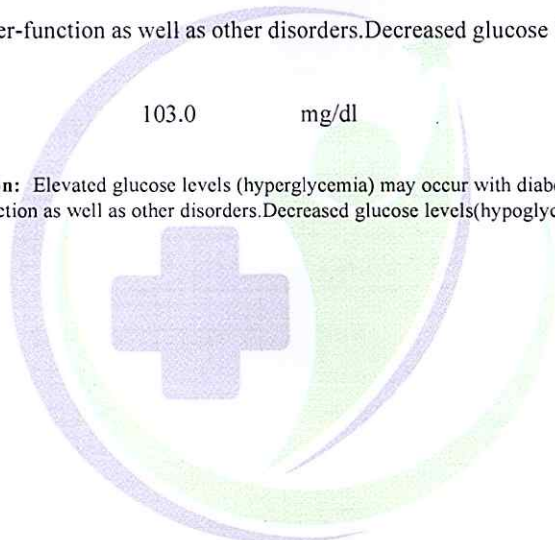 er-function as well as other disorders.Decreased glucose
103.0 mg/dl
n: Elevated glucose levels (hyperglycemia) may occur with diabe
ction as well as other disorders.Decreased glucose levels(hypoglyc